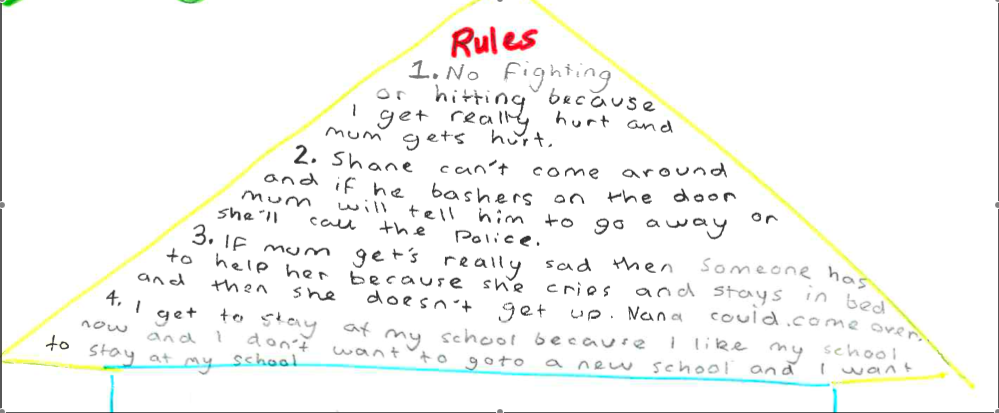 Rules
1. No fighting
or hitting because
I get really hurt and
mum gets hurt.
2. Shane can't come around
and if he bashers on the door
mum will tell him to go away or
she'll call the Police.
3. If mum get's really sad then someone has
to help her because she cries and stays in bed
and then she doesn't get up. Nana could.come over.
4. I get to stay at my school because I like my school
now and I don't want to goto a new school and I want
to stay at my school